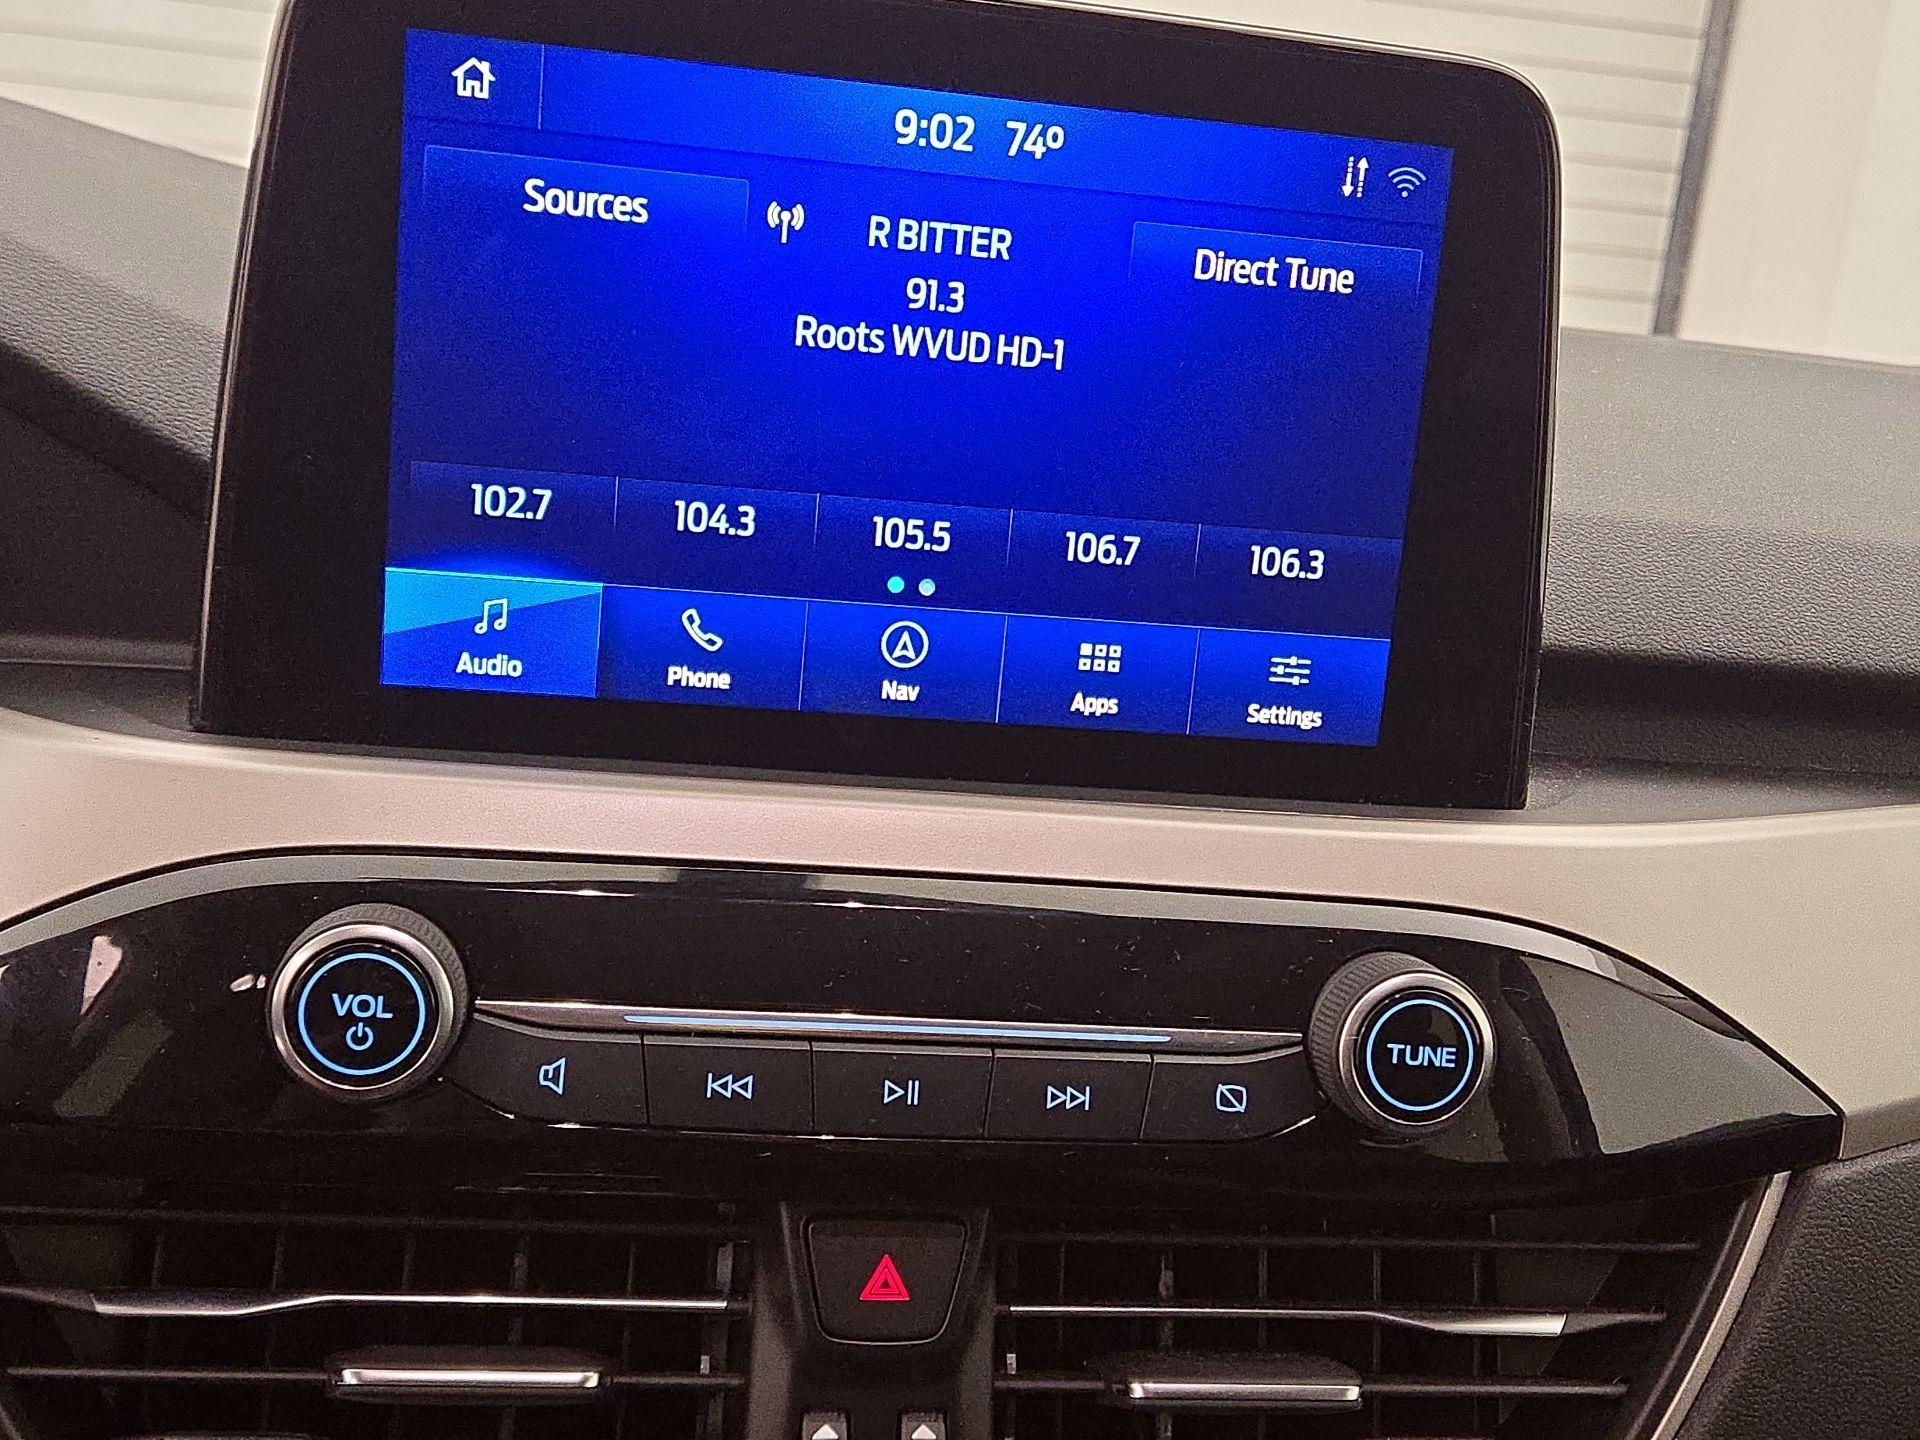 9:02 74º
Sources
R BITTER
Direct Tune
91.3
Roots WVUD HD-1
102.7 104.3 105.5 106.7 106.3
Audio Phone Nav Apps Settings
VOL
TUNE